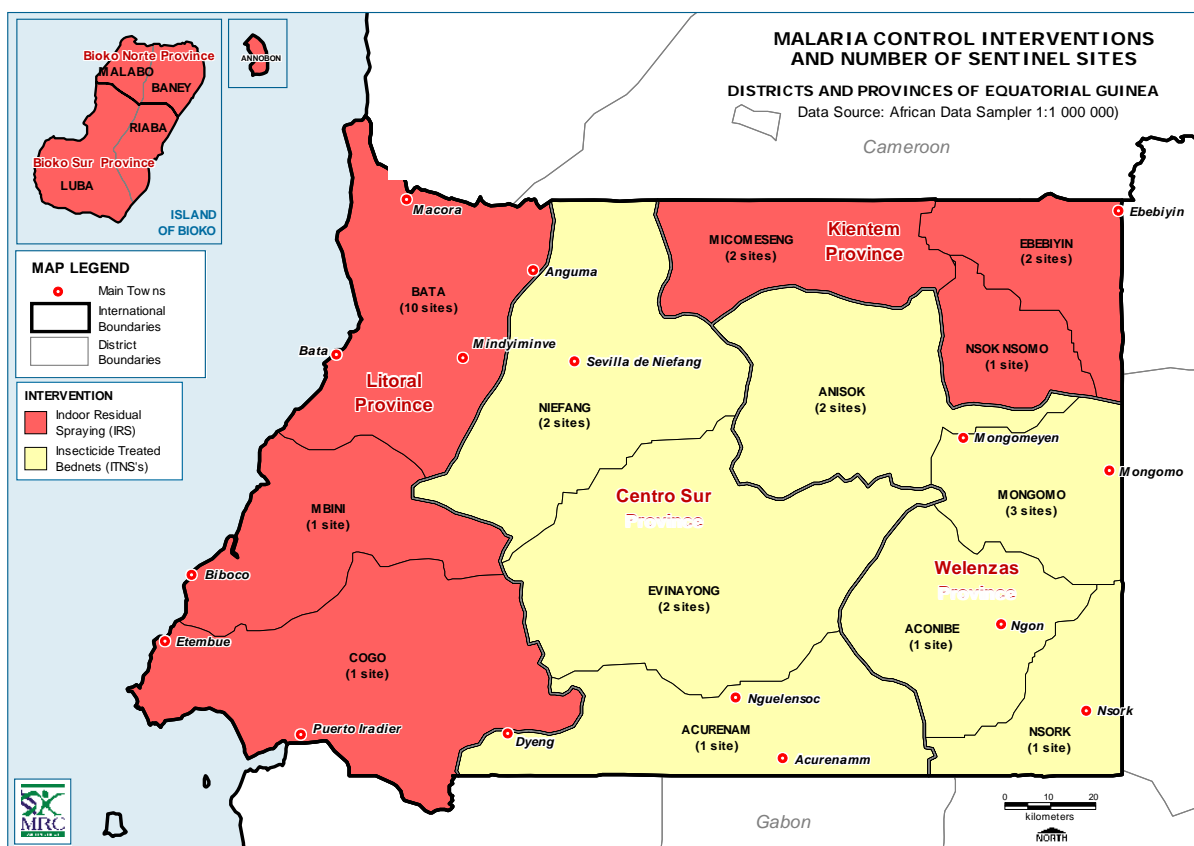 MALARIA CONTROL INTERVENTIONS
AND NUMBER OF SENTINEL SITES
DISTRICTS AND PROVINCES OF EQUATORIAL GUINEA
Data Source: African Data Sampler 1:1 000 000)
Bioko Norte Province
MALABO
BANEY
RIABA
Bioko Sur Province
LUBA
ISLAND
OF BIOKO
ANNOBON
MAP LEGEND
Main Towns
International
Boundaries
District
Boundaries
INTERVENTION
Indoor Residual
Spraying (IRS)
Insecticide Treated
Bednets (ITNS's)
Cameroon
Macora
Anguma
BATA
(10 sites)
Bata
Mindyiminve
Litoral
Province
MBINI
(1 site)
Biboco
Etembue
COGO
(1 site)
Puerto Iradier
Dyeng
Sevilla de Niefang
NIEFANG
(2 sites)
Centro Sur
Province
EVINAYONG
(2 sites)
Nguelensoc
ACURENAM
(1 site)
Acurenamm
MICOMESENG
(2 sites)
Kientem
Province
EBEBIYIN
(2 sites)
Ebebiyin
NSOK NSOMO
(1 site)
ANISOK
(2 sites)
Mongomeyen
Mongomo
MONGOMO
(3 sites)
Welenzas
Province
ACONIBE
(1 site)
Ngon
Nsork
NSORK
(1 site)
Gabon
0 10 20
kilometers
NORTH
MRC